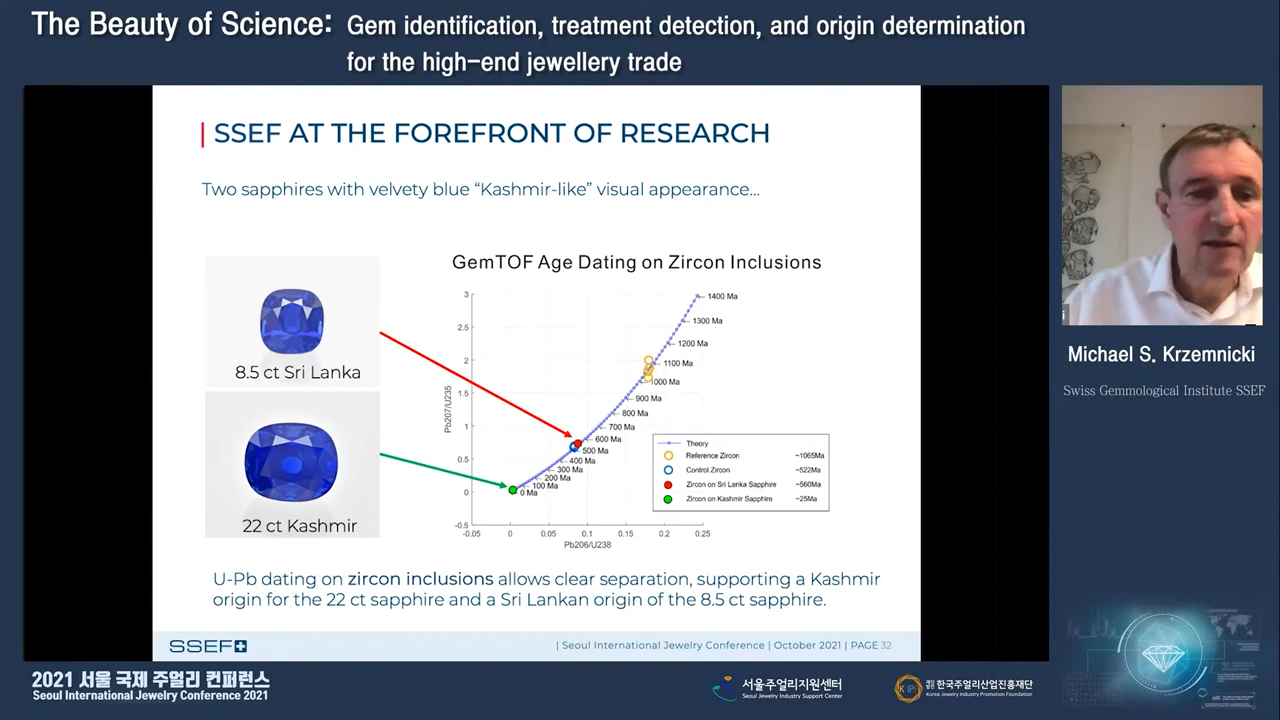 The Beauty of Science: Gem identification, treatment detection, and origin determination
for the high-end jewellery trade
SSEF AT THE FOREFRONT OF RESEARCH
Two sapphires with velvety blue "Kashmir-like" visual appearance...
8.5 ct Sri Lanka
22 ct Kashmir
GemTOF Age Dating on Zircon Inclusions
Pb207/U235
3
2.5
2
1.5
1
0.5
0
-0.5
-0.05
0
0.05
0.1
0.15
0.2
0.25
Pb206/U238
1400 Ma
1300 Ma
1200 Ma
1100 Ma
1000 Ma
900 Ma
800 Ma
700 Ma
600 Ma
500 Ma
400 Ma
300 Ma
200 Ma
100 Ma
0 Ma
Theory
Reference Zircon ~1065Ma
Control Zircon ~522Ma
Zircon on Sri Lanka Sapphire ~560Ma
Zircon on Kashmir Sapphire ~25Ma
U-Pb dating on zircon inclusions allows clear separation, supporting a Kashmir
origin for the 22 ct sapphire and a Sri Lankan origin of the 8.5 ct sapphire.
SSEF
| Seoul International Jewelry Conference | October 2021 | PAGE 32
Michael S. Krzemnicki
Swiss Gemmological Institute SSEF
2021 서울 국제 주얼리 컨퍼런스
Seoul International Jewelry Conference 2021
서울주얼리지원센터
Seoul Jewelry Industry Support Center
재단법인 한국주얼리산업진흥재단
Korea Jewelry Industry Promotion Foundation